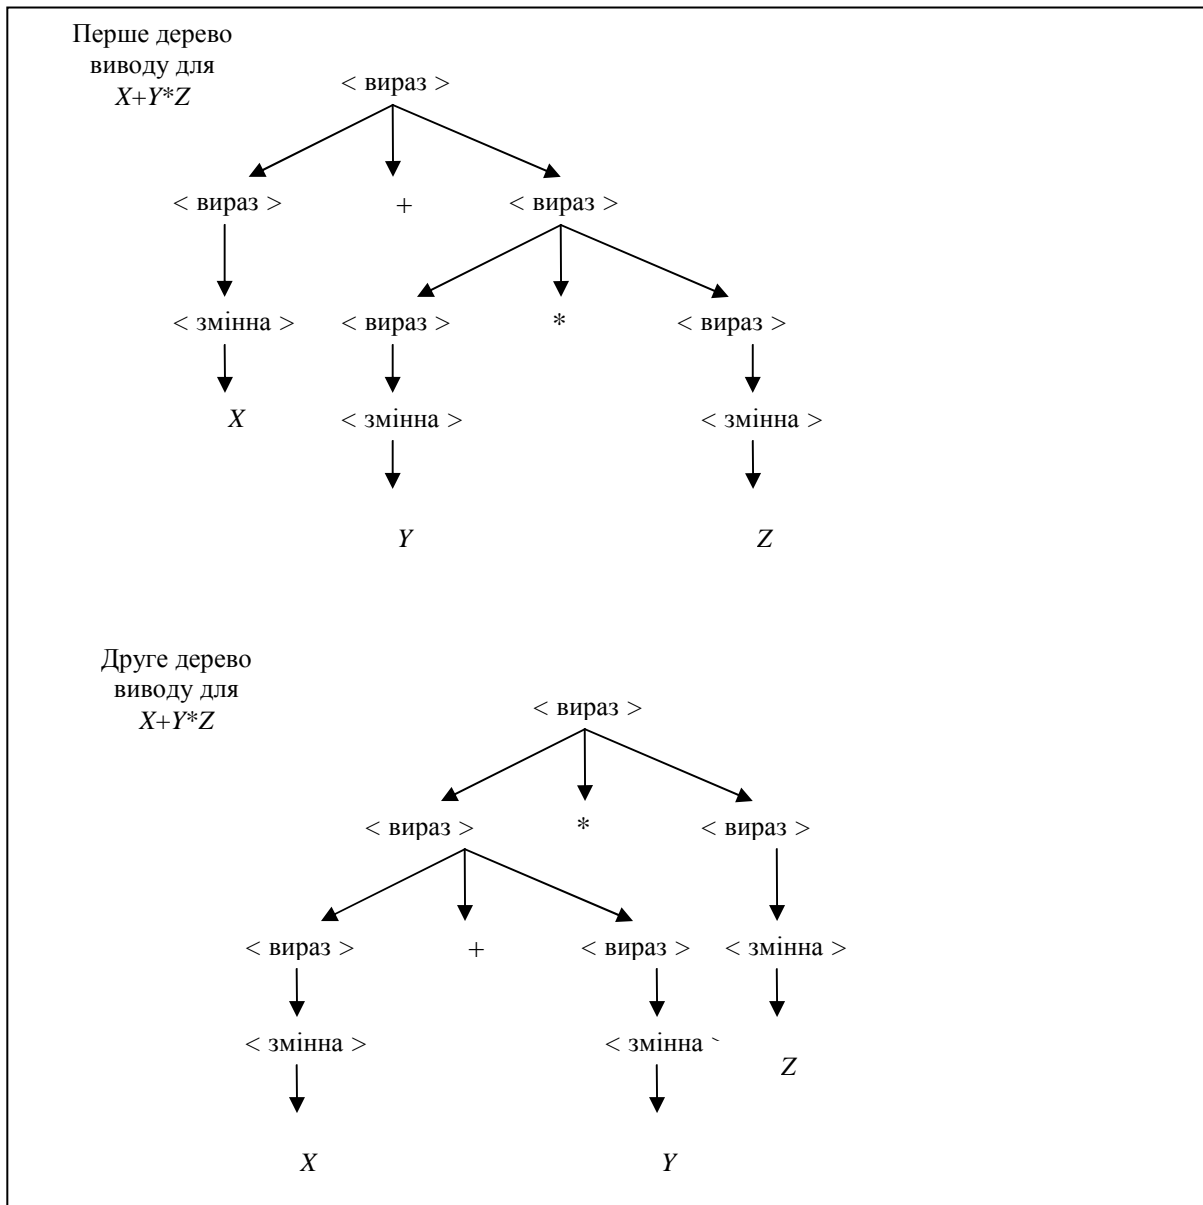 Перше дерево
виводу для
X+Y*Z
< вираз >
< вираз > + < вираз >
< змінна > < вираз > * < вираз >
X < змінна > < змінна >
Y Z
Друге дерево
виводу для
X+Y*Z
< вираз >
< вираз > * < вираз >
< вираз > + < вираз > < змінна >
< змінна > < змінна
Z
X Y